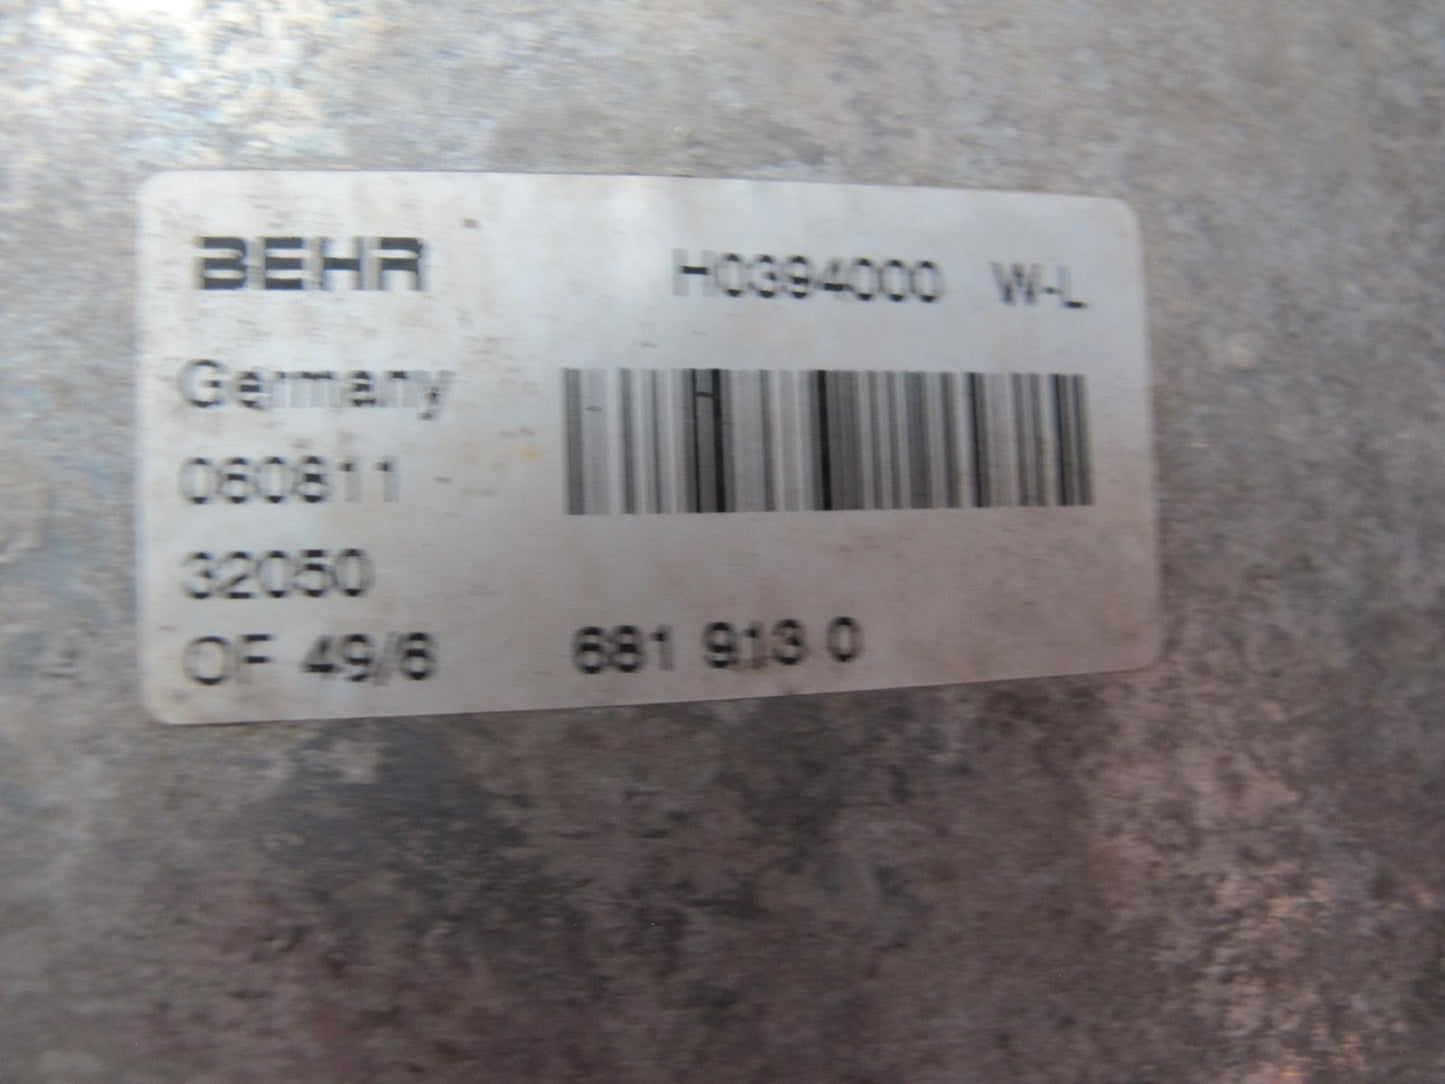 BEHR H0394000 W-L
Germany
060811
32050
OF 49/6 681 913 0